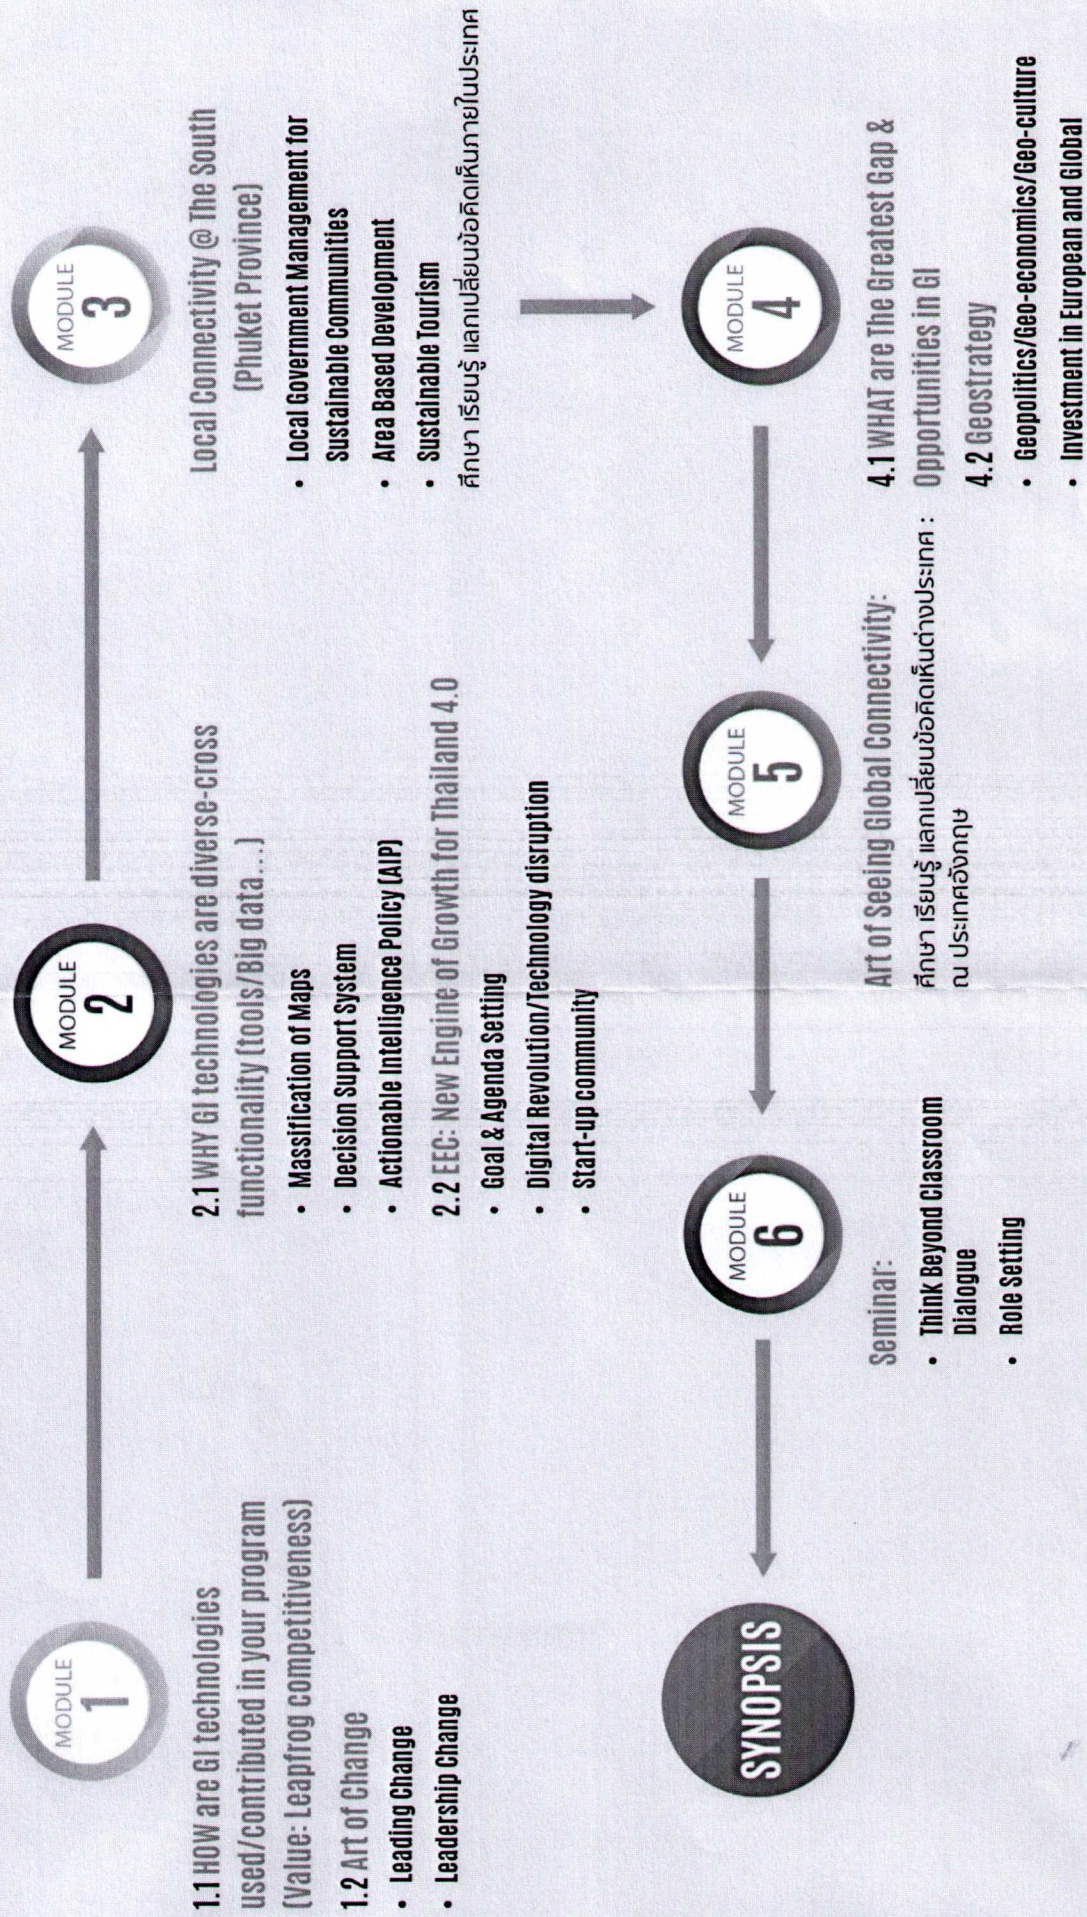 MODULE
1
1.1 HOW are GI technologies
used/contributed in your program
(Value: Leapfrog competitiveness)
1.2 Art of Change
• Leading Change
• Leadership Change
MODULE
2
2.1 WHY GI technologies are diverse-cross
functionality (tools/Big data...)
• Massification of Maps
• Decision Support System
• Actionable Intelligence Policy (AIP)
2.2 EEC: New Engine of Growth for Thailand 4.0
• Goal & Agenda Setting
• Digital Revolution/Technology disruption
• Start-up community
MODULE
3
Local Connectivity @ The South
(Phuket Province)
• Local Government Management for
Sustainable Communities
• Area Based Development
• Sustainable Tourism
ศึกษา เรียนรู้ แลกเปลี่ยนข้อคิดเห็นภายในประเทศ
MODULE
4
4.1 WHAT are The Greatest Gap &
Opportunities in GI
4.2 Geostrategy
• Geopolitics/Geo-economics/Geo-culture
• Investment in European and Global
MODULE
5
Art of Seeing Global Connectivity:
ศึกษา เรียนรู้ แลกเปลี่ยนข้อคิดเห็นต่างประเทศ :
ณ ประเทศอังกฤษ
MODULE
6
Seminar:
• Think Beyond Classroom
Dialogue
• Role Setting
SYNOPSIS